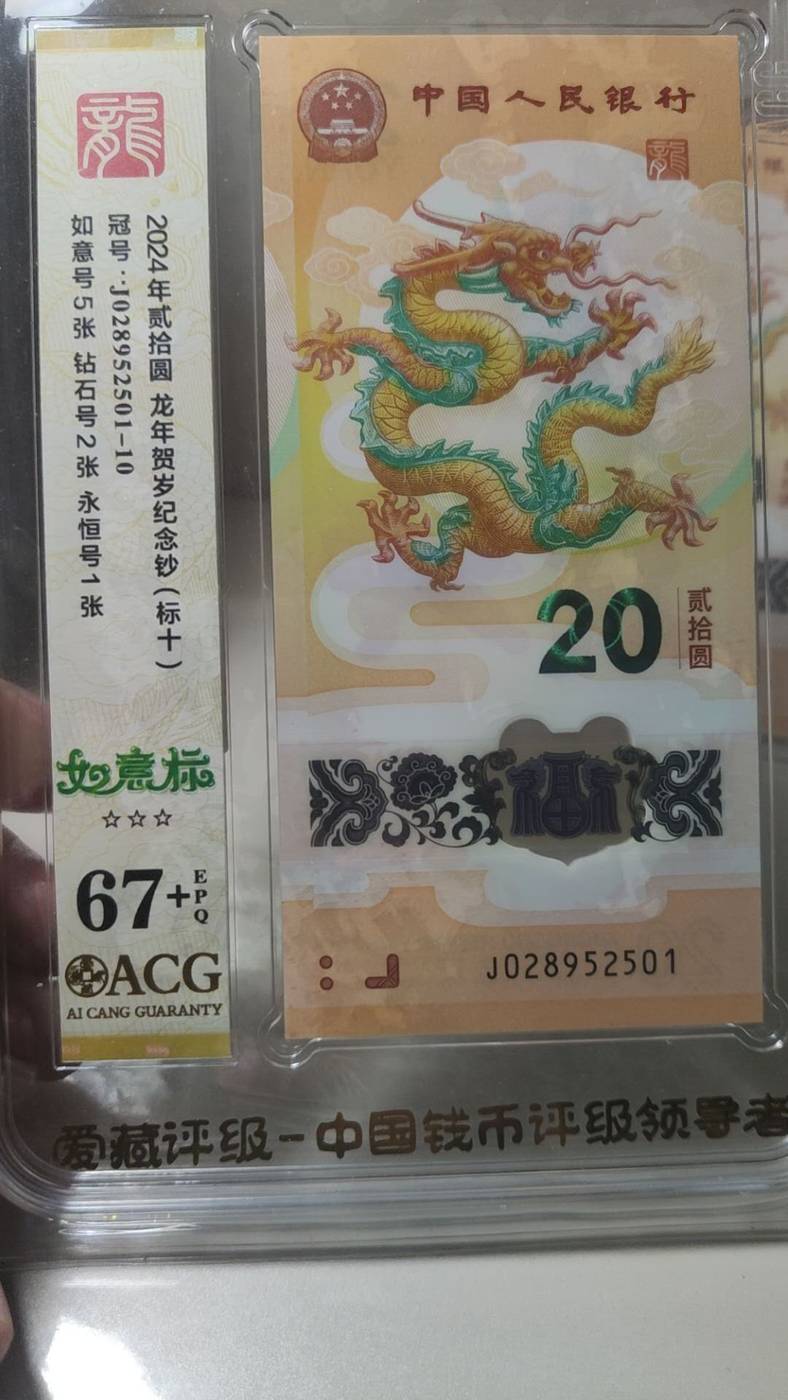 龍
2024年贰拾圆 龙年贺岁纪念钞(标十)
冠号·J028952501-10
如意号5张 钻石号2张 永恒号1张
如意标
☆☆☆
67+EPQ
ACG
AI CANG GUARANTY
中国人民银行
龍
20
贰拾圆
福
J028952501
爱藏评级-中国钱币评级领导者